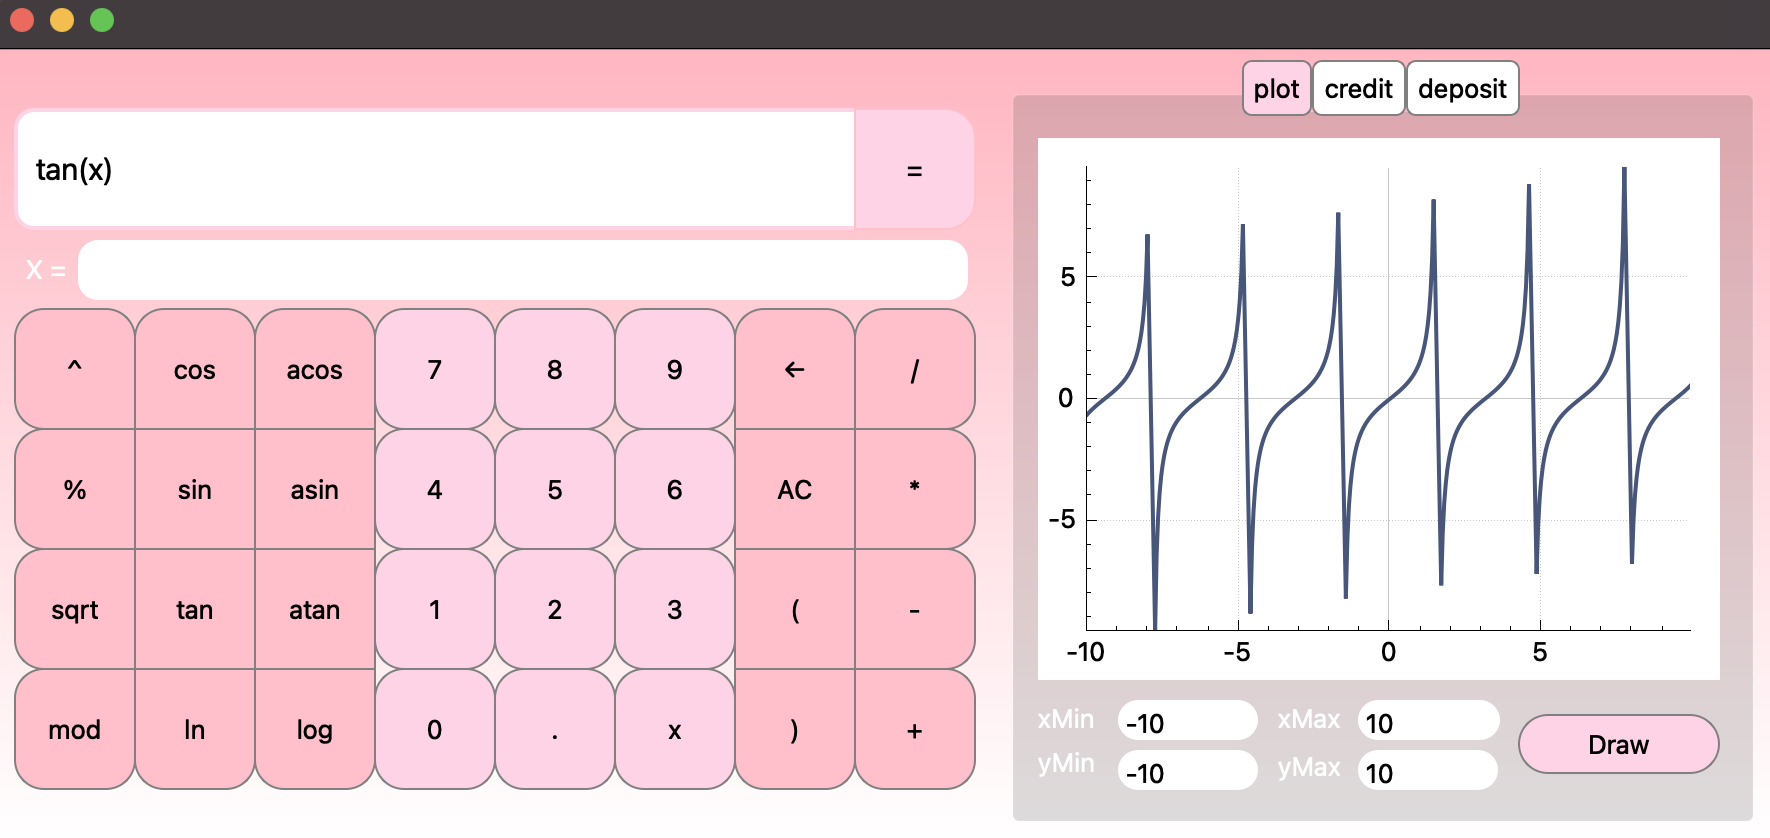 plot credit deposit
tan(x) =
X =
^ cos acos 7 8 9 ← /
% sin asin 4 5 6 AC *
sqrt tan atan 1 2 3 ( -
mod ln log 0 . x ) +
5
0
-5
-10 -5 0 5
xMin -10 xMax 10
yMin -10 yMax 10
Draw